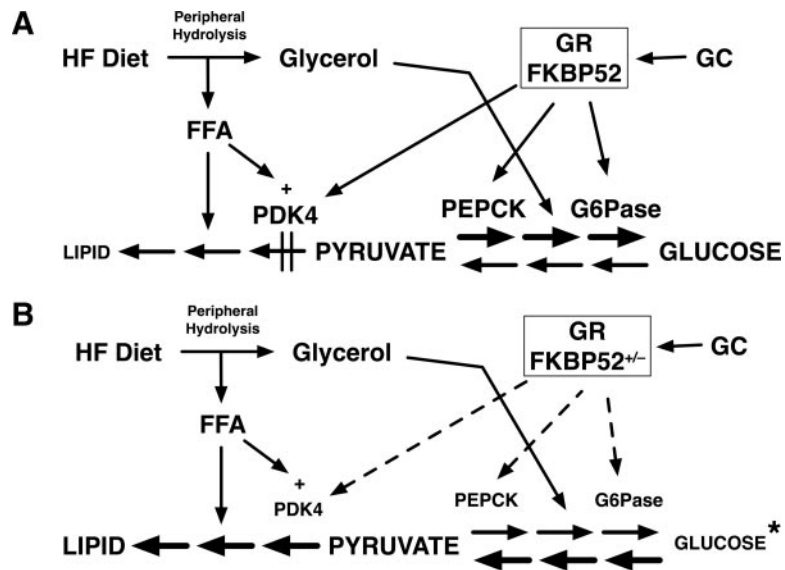 A
Peripheral
Hydrolysis
HF Diet
Glycerol
GR
FKBP52
GC
FFA
+
PDK4
PEPCK
G6Pase
LIPID
PYRUVATE
GLUCOSE
B
Peripheral
Hydrolysis
HF Diet
Glycerol
GR
FKBP52+/–
GC
FFA
+
PDK4
PEPCK
G6Pase
LIPID
PYRUVATE
GLUCOSE*